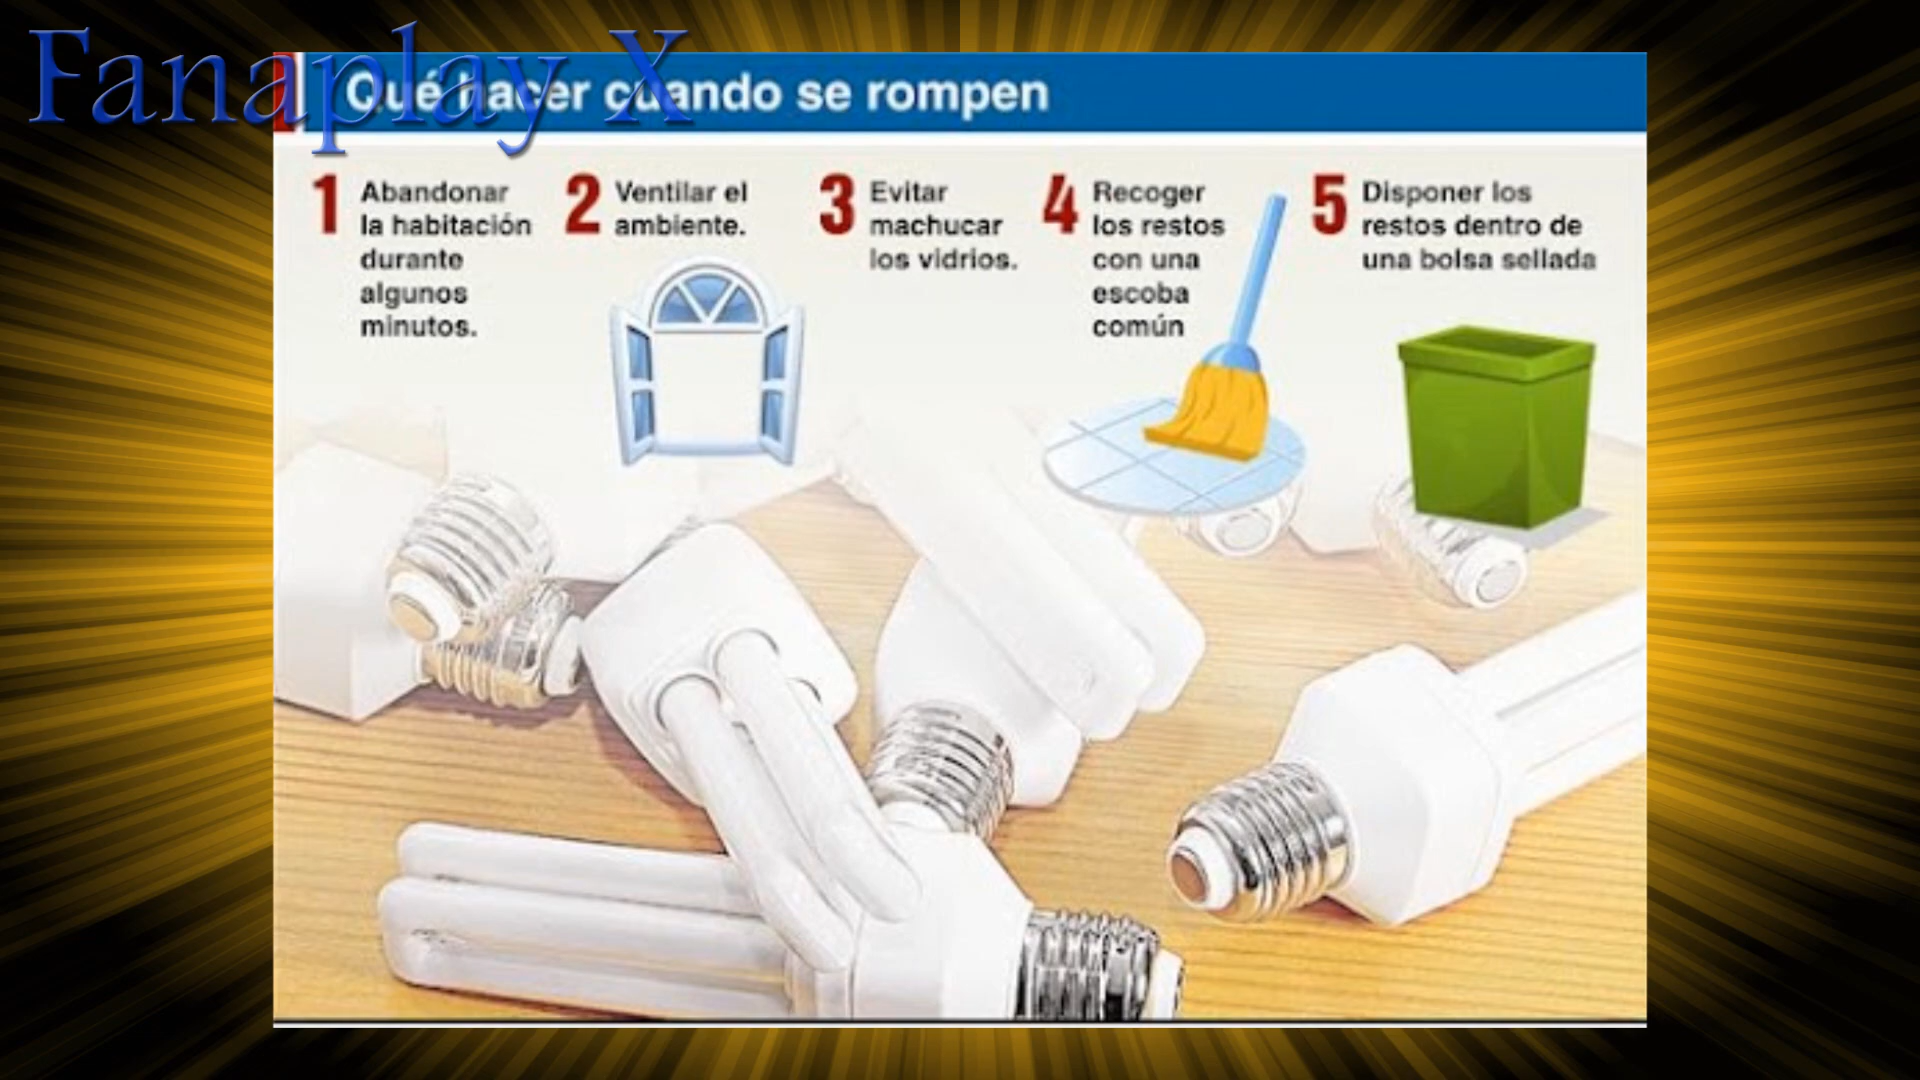 Fanaplay X
Qué hacer cuando se rompen
1 Abandonar
la habitación
durante
algunos
minutos.
2 Ventilar el
ambiente.
3 Evitar
machucar
los vidrios.
4 Recoger
los restos
con una
escoba
común
5 Disponer los
restos dentro de
una bolsa sellada